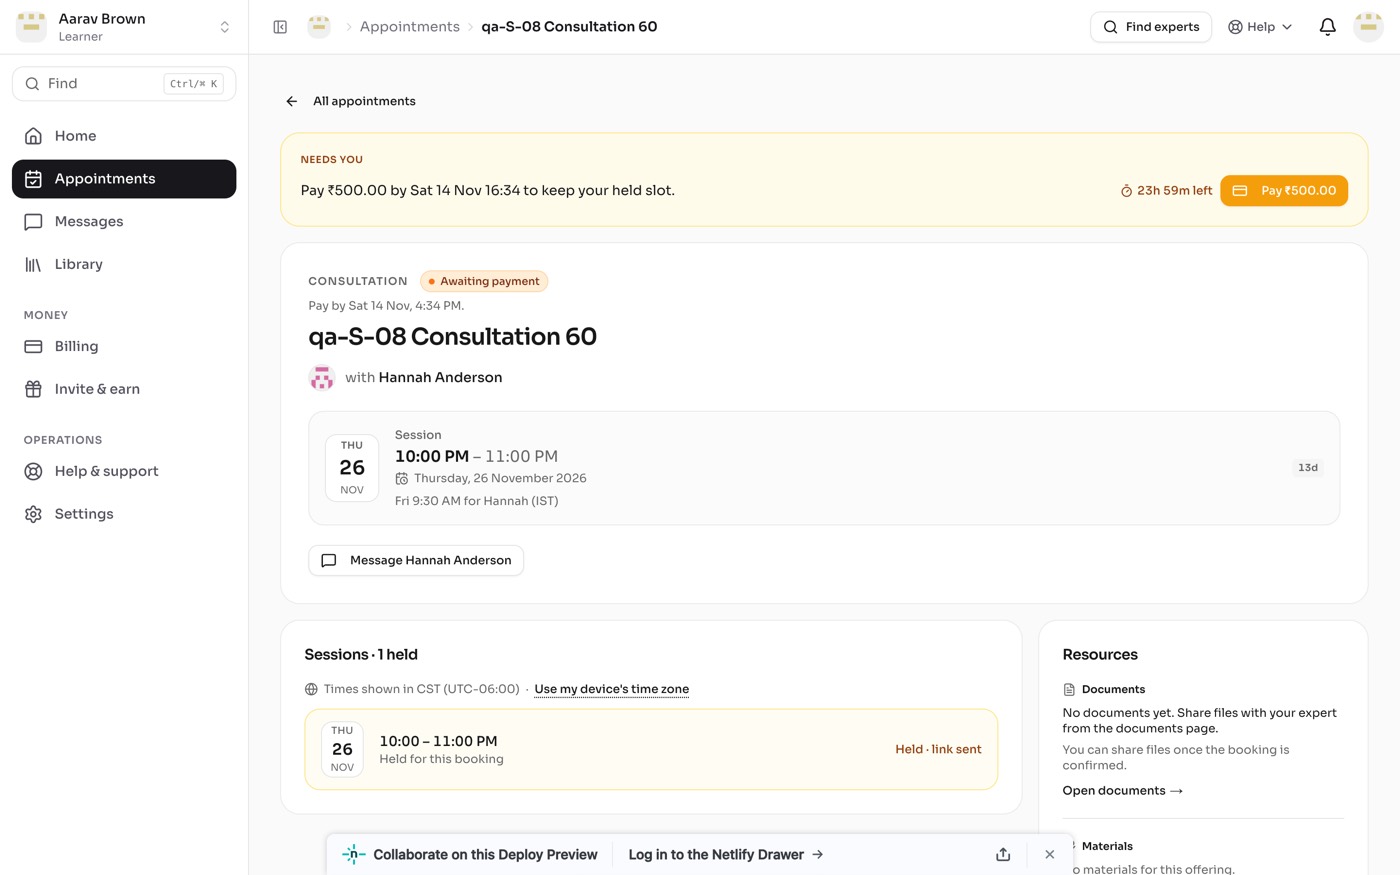 Aarav Brown
Learner
Appointments
qa-S-08 Consultation 60
Find experts
Help
Find
Ctrl/⌘ K
Home
Appointments
Messages
Library
MONEY
Billing
Invite & earn
OPERATIONS
Help & support
Settings
All appointments
NEEDS YOU
Pay ₹500.00 by Sat 14 Nov 16:34 to keep your held slot.
23h 59m left
Pay ₹500.00
CONSULTATION
Awaiting payment
Pay by Sat 14 Nov, 4:34 PM.
qa-S-08 Consultation 60
with Hannah Anderson
THU
26
NOV
Session
10:00 PM – 11:00 PM
Thursday, 26 November 2026
Fri 9:30 AM for Hannah (IST)
13d
Message Hannah Anderson
Sessions · 1 held
Times shown in CST (UTC-06:00) · Use my device's time zone
THU
26
NOV
10:00 – 11:00 PM
Held for this booking
Held · link sent
Resources
Documents
No documents yet. Share files with your expert
from the documents page.
You can share files once the booking is
confirmed.
Open documents →
Materials
o materials for this offering.
Collaborate on this Deploy Preview
Log in to the Netlify Drawer →